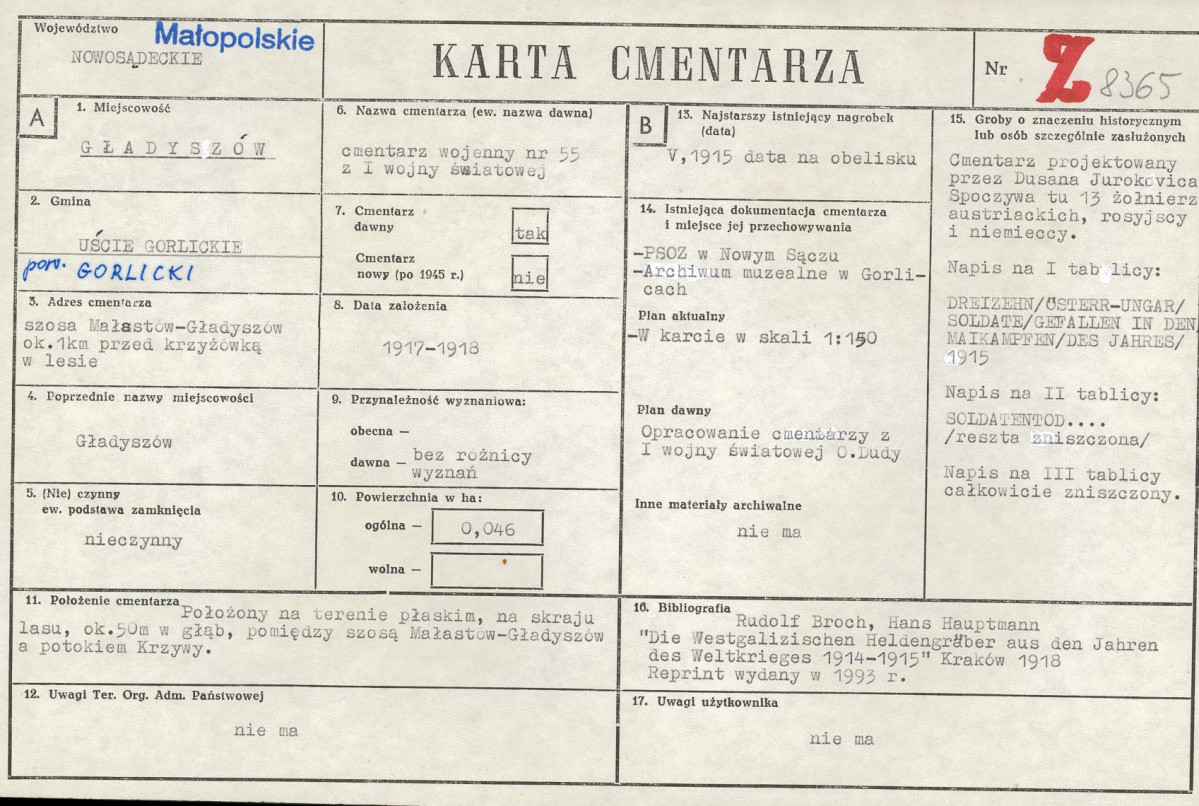 Województwo
Małopolskie
NOWOSĄDECKIE
KARTA CMENTARZA
Nr Z 8365
A
1. Miejscowość
GŁADYSZÓW
2. Gmina
UŚCIE GORLICKIE
pow. GORLICKI
3. Adres cmentarza
szosa Małastów-Gładyszów
ok.1km przed krzyżówką
w lesie
4. Poprzednie nazwy miejscowości
Gładyszów
5. (Nie) czynny
ew. podstawa zamknięcia
nieczynny
6. Nazwa cmentarza (ew. nazwa dawna)
cmentarz wojenny nr 55
z I wojny światowej
7. Cmentarz
dawny
tak
Cmentarz
nowy (po 1945 r.)
nie
8. Data założenia
1917-1918
9. Przynależność wyznaniowa:
obecna —
dawna — bez rożnicy
wyznań
10. Powierzchnia w ha:
ogólna — 0,046
wolna —
11. Położenie cmentarza
Położony na terenie płaskim, na skraju
lasu, ok.50m w głąb, pomiędzy szosą Małastow-Gładyszów
a potokiem Krzywy.
12. Uwagi Ter. Org. Adm. Państwowej
nie ma
B
13. Najstarszy istniejący nagrobek
(data)
V,1915 data na obelisku
14. Istniejąca dokumentacja cmentarza
i miejsce jej przechowywania
-PSOZ w Nowym Sączu
-Archiwum muzealne w Gorli-
cach
Plan aktualny
-W karcie w skali 1:150
Plan dawny
Opracowanie cmentarzy z
I wojny światowej O.Dudy
Inne materiały archiwalne
nie ma
15. Groby o znaczeniu historycznym
lub osób szczególnie zasłużonych
Cmentarz projektowany
przez Dusana Jurokovica
Spoczywa tu 13 żołnierz
austriackich, rosyjscy
i niemieccy.
Napis na I tablicy:
DREIZEHN/ÖSTERR-UNGAR/
SOLDATE/GEFALLEN IN DEN
MAIKAMPFEN/DES JAHRES/
1915
Napis na II tablicy:
SOLDATENTOD....
/reszta zniszczona/
Napis na III tablicy
całkowicie zniszczony.
16. Bibliografia
Rudolf Broch, Hans Hauptmann
"Die Westgalizischen Heldengräber aus den Jahren
des Weltkrieges 1914-1915" Kraków 1918
Reprint wydany w 1993 r.
17. Uwagi użytkownika
nie ma